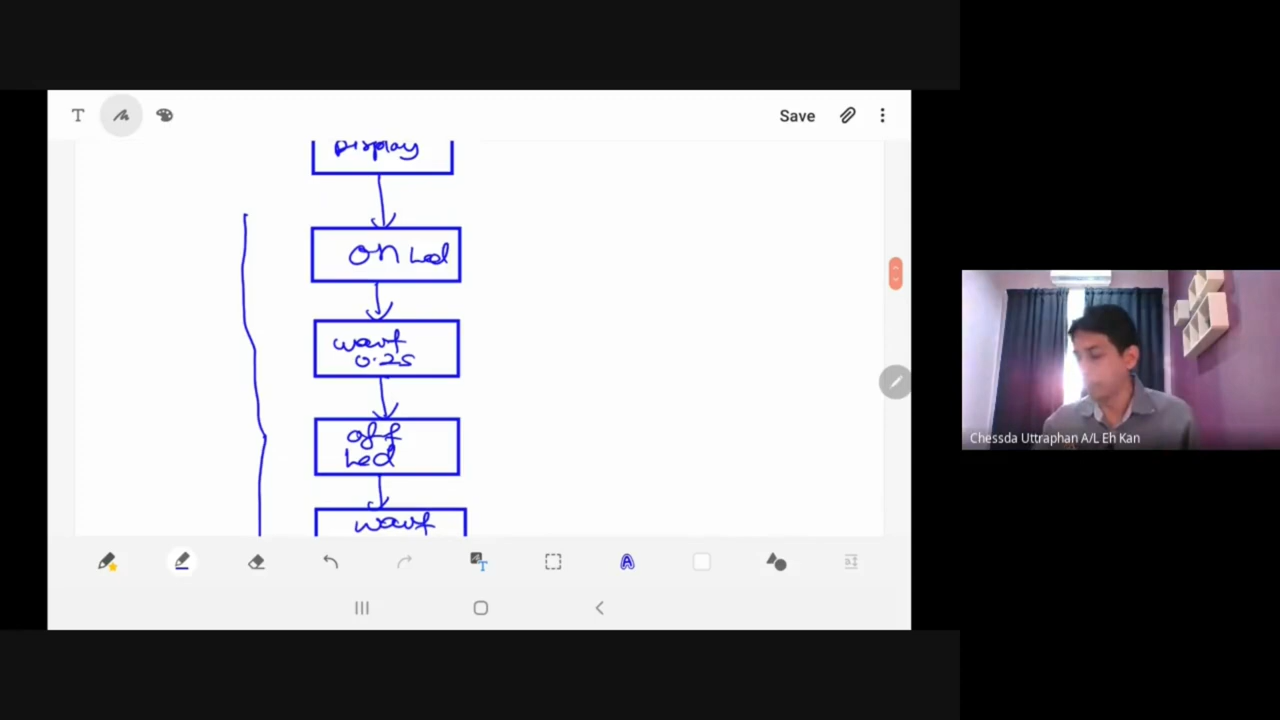 T
Save
Display
ON Led
wait
0.2s
off
Led
wait
A
Chessda Uttraphan A/L Eh Kan